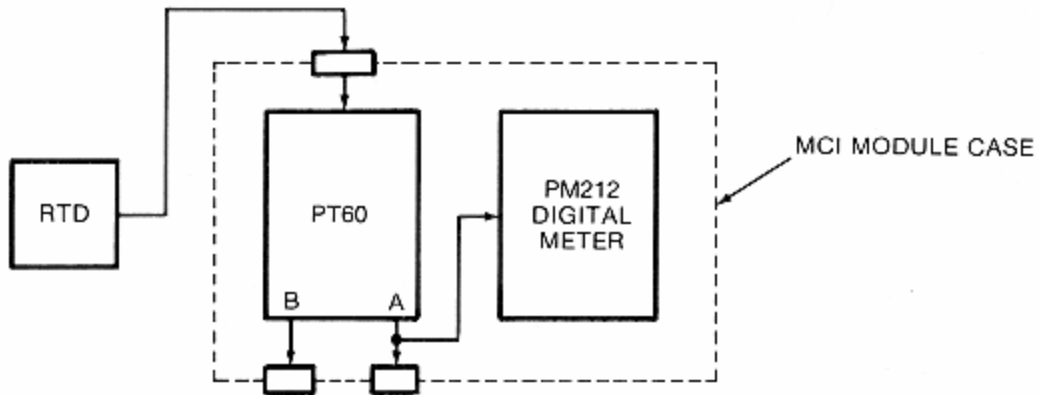 MCI MODULE CASE
RTD
PT60
PM212
DIGITAL
METER
B
A